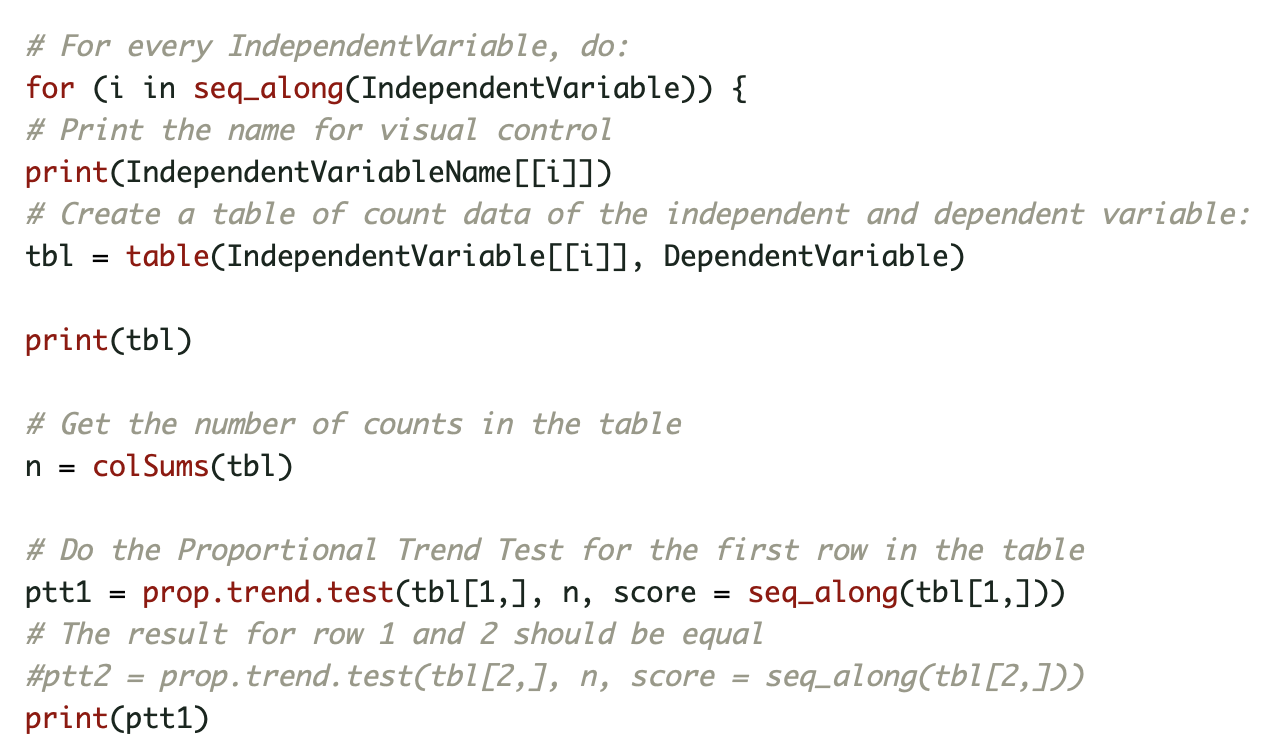 # For every IndependentVariable, do:
for (i in seq_along(IndependentVariable)) {
# Print the name for visual control
print(IndependentVariableName[[i]])
# Create a table of count data of the independent and dependent variable:
tbl = table(IndependentVariable[[i]], DependentVariable)
print(tbl)
# Get the number of counts in the table
n = colSums(tbl)
# Do the Proportional Trend Test for the first row in the table
ptt1 = prop.trend.test(tbl[1,], n, score = seq_along(tbl[1,]))
# The result for row 1 and 2 should be equal
#ptt2 = prop.trend.test(tbl[2,], n, score = seq_along(tbl[2,]))
print(ptt1)